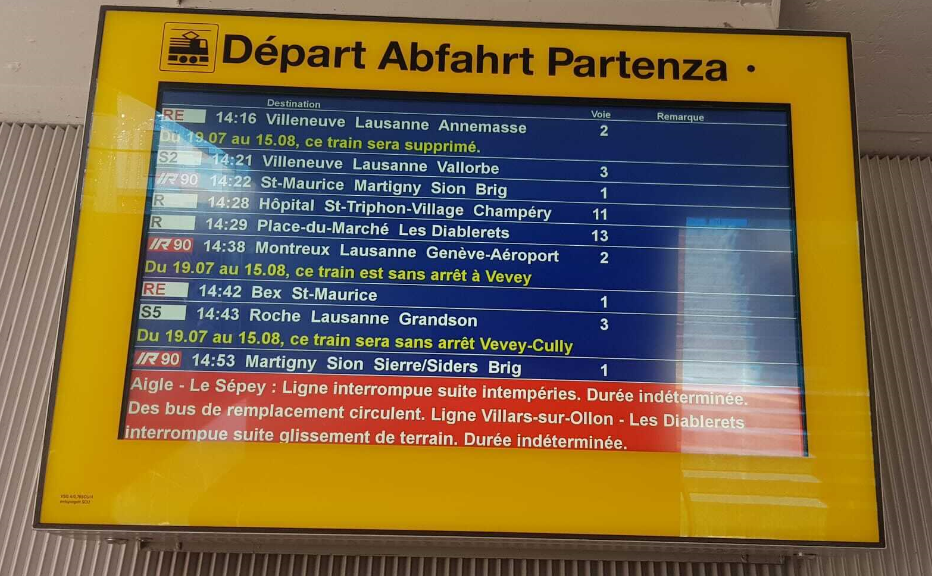 Départ Abfahrt Partenza
Destination Voie Remarque
RE 14:16 Villeneuve Lausanne Annemasse 2
Du 19.07 au 15.08, ce train sera supprimé.
S2 14:21 Villeneuve Lausanne Vallorbe 3
IR 90 14:22 St-Maurice Martigny Sion Brig 1
R 14:28 Hôpital St-Triphon-Village Champéry 11
R 14:29 Place-du-Marché Les Diablerets 13
IR 90 14:38 Montreux Lausanne Genève-Aéroport 2
Du 19.07 au 15.08, ce train est sans arrêt à Vevey
RE 14:42 Bex St-Maurice 1
S5 14:43 Roche Lausanne Grandson 3
Du 19.07 au 15.08, ce train sera sans arrêt Vevey-Cully
IR 90 14:53 Martigny Sion Sierre/Siders Brig 1
Aigle - Le Sépey : Ligne interrompue suite intempéries. Durée indéterminée.
Des bus de remplacement circulent. Ligne Villars-sur-Ollon - Les Diablerets
interrompue suite glissement de terrain. Durée indéterminée.